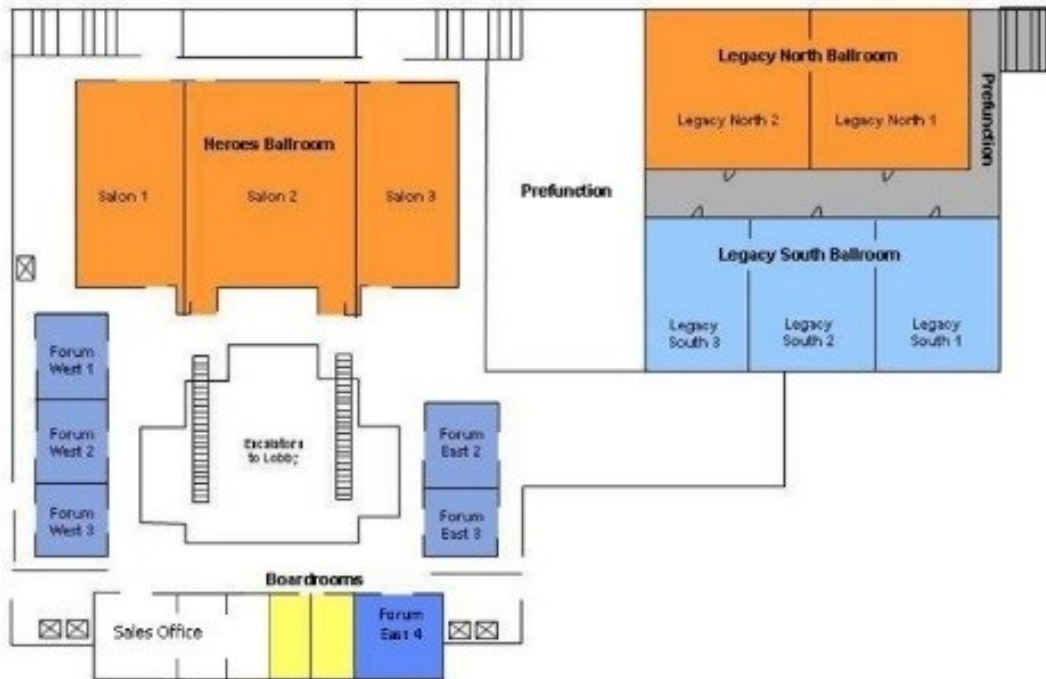 Legacy North Ballroom
Legacy North 2
Legacy North 1
Prefunction
Heroes Ballroom
Salon 1
Salon 2
Salon 3
Prefunction
Legacy South Ballroom
Legacy
South 3
Legacy
South 2
Legacy
South 1
Forum
West 1
Forum
West 2
Forum
West 3
Escalators
to Lobby
Forum
East 2
Forum
East 3
Boardrooms
Sales Office
Forum
East 4